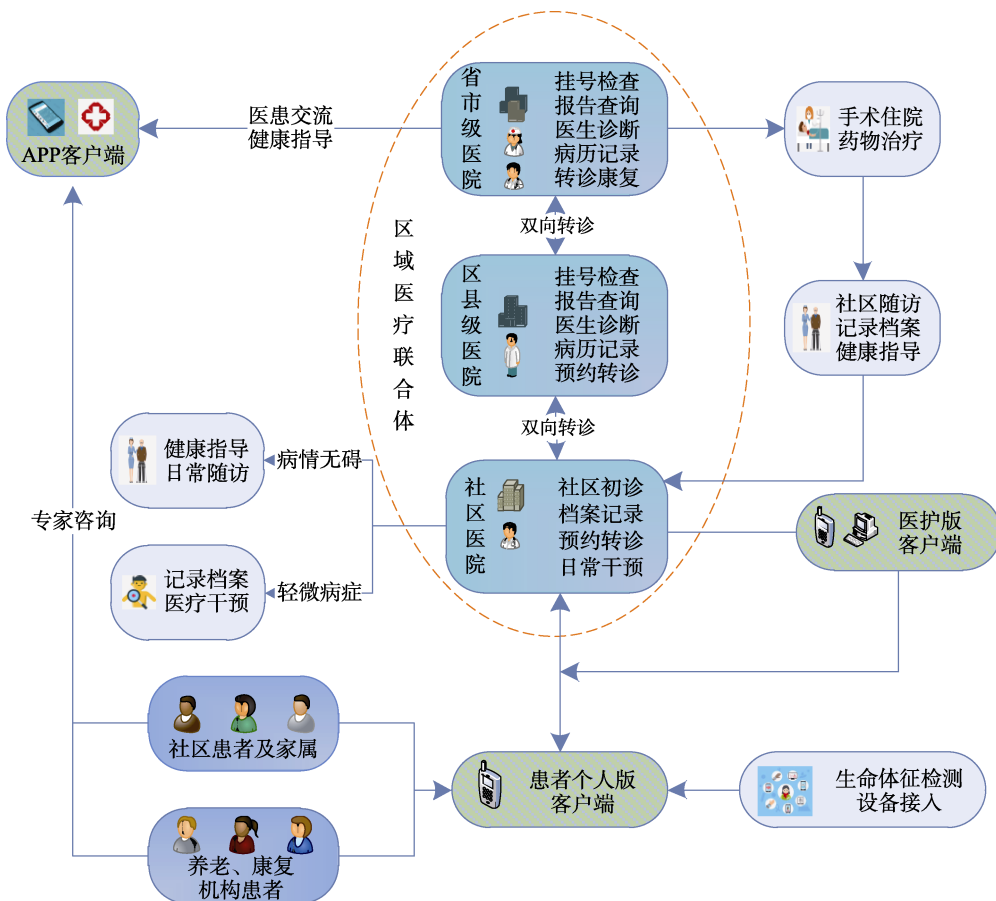 APP客户端
医患交流
健康指导
省市级医院
挂号检查
报告查询
医生诊断
病历记录
转诊康复
手术住院
药物治疗
双向转诊
区域医疗联合体
区县级医院
挂号检查
报告查询
医生诊断
病历记录
预约转诊
社区随访
记录档案
健康指导
双向转诊
健康指导
日常随访
病情无碍
社区医院
社区初诊
档案记录
预约转诊
日常干预
医护版
客户端
专家咨询
记录档案
医疗干预
轻微病症
社区患者及家属
患者个人版
客户端
生命体征检测
设备接入
养老、康复
机构患者